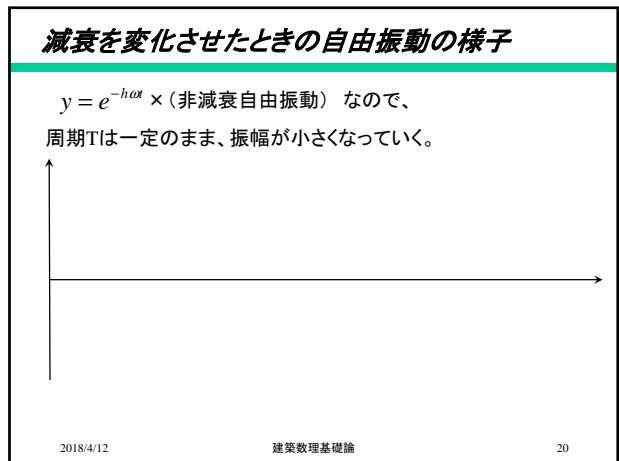 減衰を変化させたときの自由振動の様子
y = e^{-hωt} ×（非減衰自由振動） なので、
周期Tは一定のまま、振幅が小さくなっていく。
2018/4/12 建築数理基礎論 20